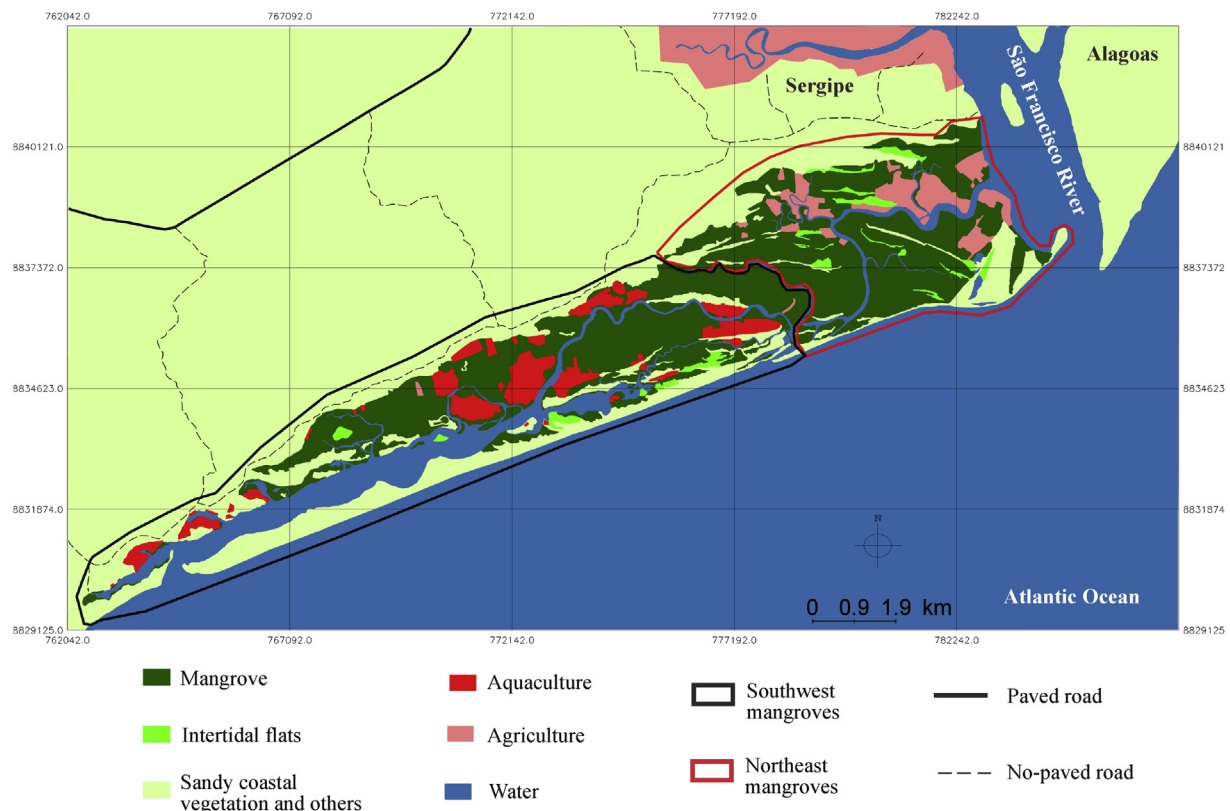 762042.0 767092.0 772142.0 777192.0 782242.0
São Francisco River
Alagoas
Sergipe
8840121.0 8840121
8837372.0 8837372
8834623.0 8834623
8831874.0 8831874
N
0 0.9 1.9 km
Atlantic Ocean
8829125.0 8829125
762042.0 767092.0 772142.0 777192.0 782242.0
Mangrove
Intertidal flats
Sandy coastal
vegetation and others
Aquaculture
Agriculture
Water
Southwest
mangroves
Northeast
mangroves
Paved road
No-paved road